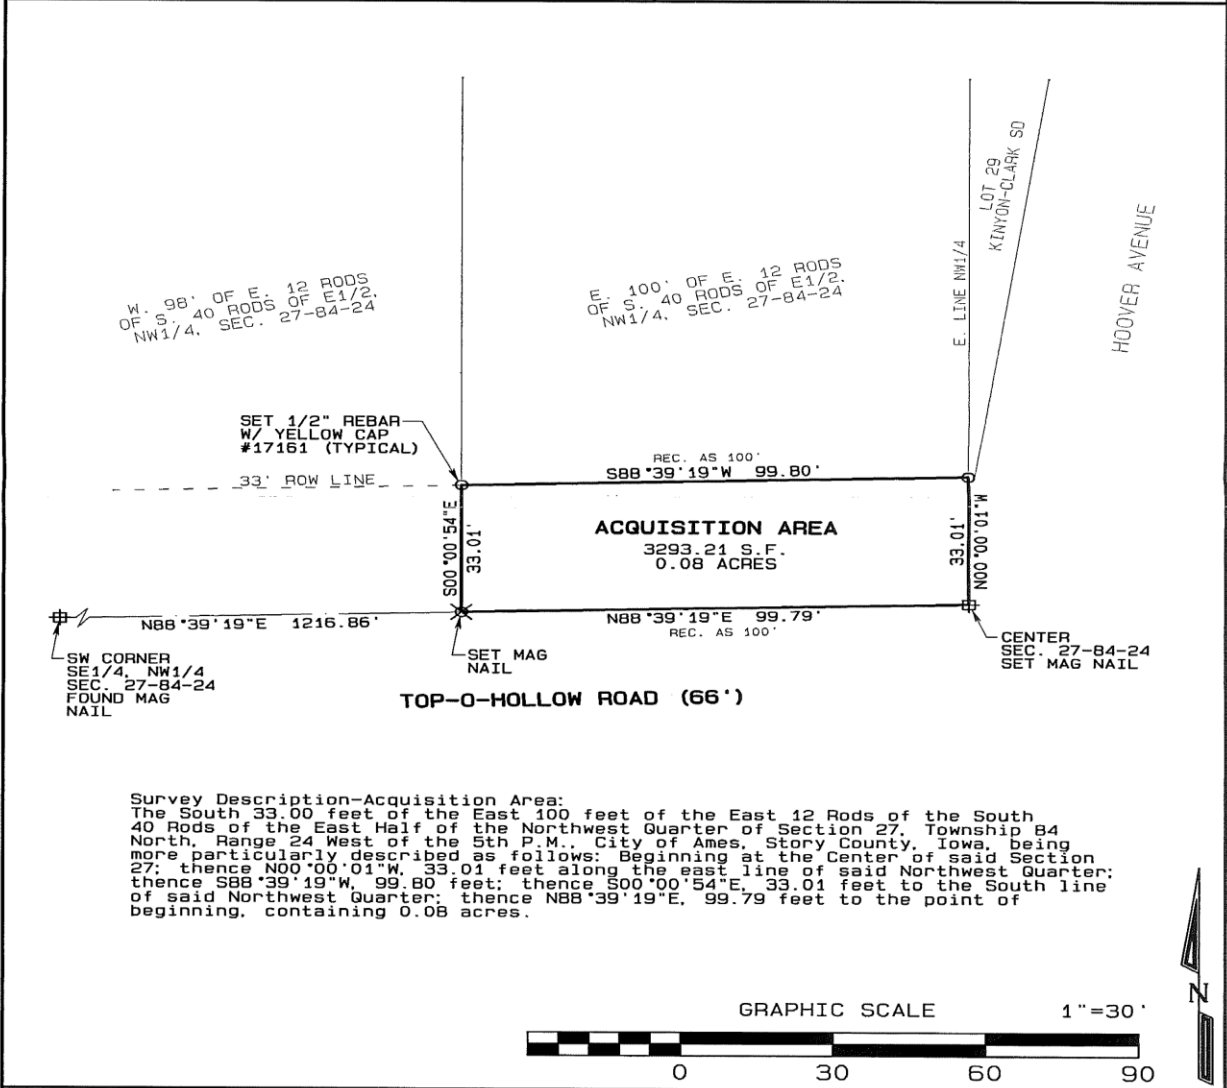 LOT 29
KINYON-CLARK SD
HOOVER AVENUE
E. LINE NW1/4
W. 98' OF E. 12 RODS
OF S. 40 RODS OF E1/2,
NW1/4, SEC. 27-84-24
E. 100' OF E. 12 RODS
OF S. 40 RODS OF E1/2,
NW1/4, SEC. 27-84-24
SET 1/2" REBAR
W/ YELLOW CAP
#17161 (TYPICAL)
33' ROW LINE
REC. AS 100'
S88°39'19"W 99.80'
S00°00'54"E
33.01'
ACQUISITION AREA
3293.21 S.F.
0.08 ACRES
33.01'
N00°00'01"W
N88°39'19"E 1216.86'
N88°39'19"E 99.79'
REC. AS 100'
SW CORNER
SE1/4, NW1/4
SEC. 27-84-24
FOUND MAG
NAIL
SET MAG
NAIL
CENTER
SEC. 27-84-24
SET MAG NAIL
TOP-O-HOLLOW ROAD (66')
Survey Description-Acquisition Area:
The South 33.00 feet of the East 100 feet of the East 12 Rods of the South
40 Rods of the East Half of the Northwest Quarter of Section 27, Township 84
North, Range 24 West of the 5th P.M., City of Ames, Story County, Iowa, being
more particularly described as follows: Beginning at the Center of said Section
27; thence N00°00'01"W, 33.01 feet along the east line of said Northwest Quarter;
thence S88°39'19"W, 99.80 feet; thence S00°00'54"E, 33.01 feet to the South line
of said Northwest Quarter; thence N88°39'19"E, 99.79 feet to the point of
beginning, containing 0.08 acres.
N
GRAPHIC SCALE 1"=30'
0 30 60 90